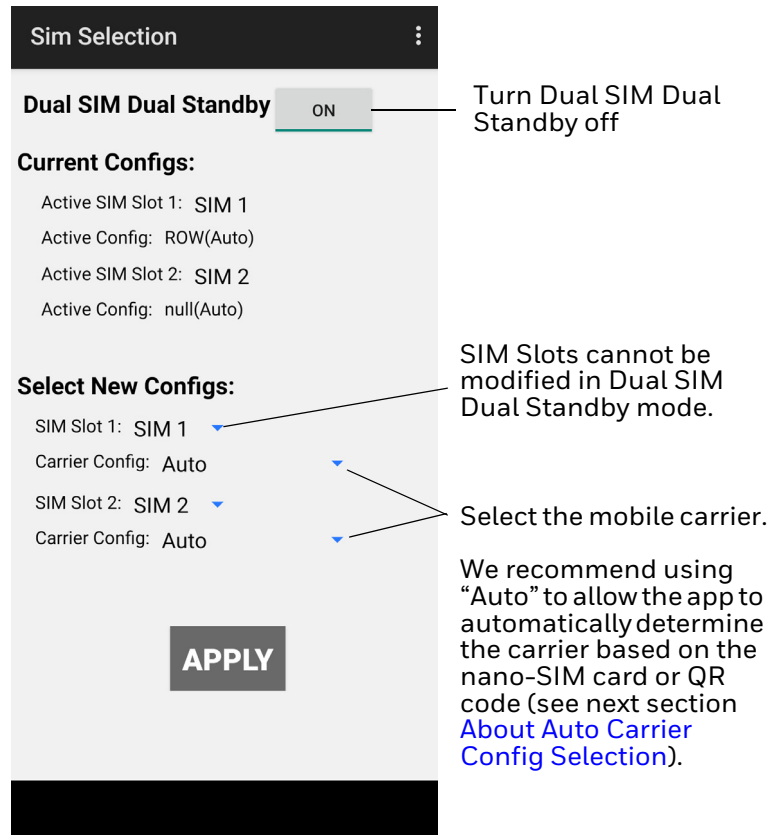 Sim Selection
Dual SIM Dual Standby ON
Turn Dual SIM Dual
Standby off
Current Configs:
Active SIM Slot 1: SIM 1
Active Config: ROW(Auto)
Active SIM Slot 2: SIM 2
Active Config: null(Auto)
SIM Slots cannot be
modified in Dual SIM
Dual Standby mode.
Select New Configs:
SIM Slot 1: SIM 1
Carrier Config: Auto
SIM Slot 2: SIM 2
Carrier Config: Auto
Select the mobile carrier.
We recommend using
“Auto” to allow the app to
automatically determine
the carrier based on the
nano-SIM card or QR
code (see next section
About Auto Carrier
Config Selection).
APPLY